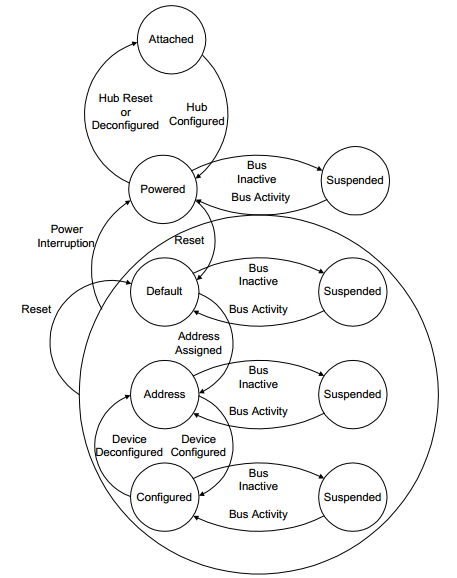 Attached
Hub Reset
or
Deconfigured
Hub
Configured
Bus
Inactive
Powered
Suspended
Bus Activity
Power
Interruption
Reset
Bus
Inactive
Default
Suspended
Reset
Bus Activity
Address
Assigned
Bus
Inactive
Address
Suspended
Bus Activity
Device
Deconfigured
Device
Configured
Bus
Inactive
Configured
Suspended
Bus Activity